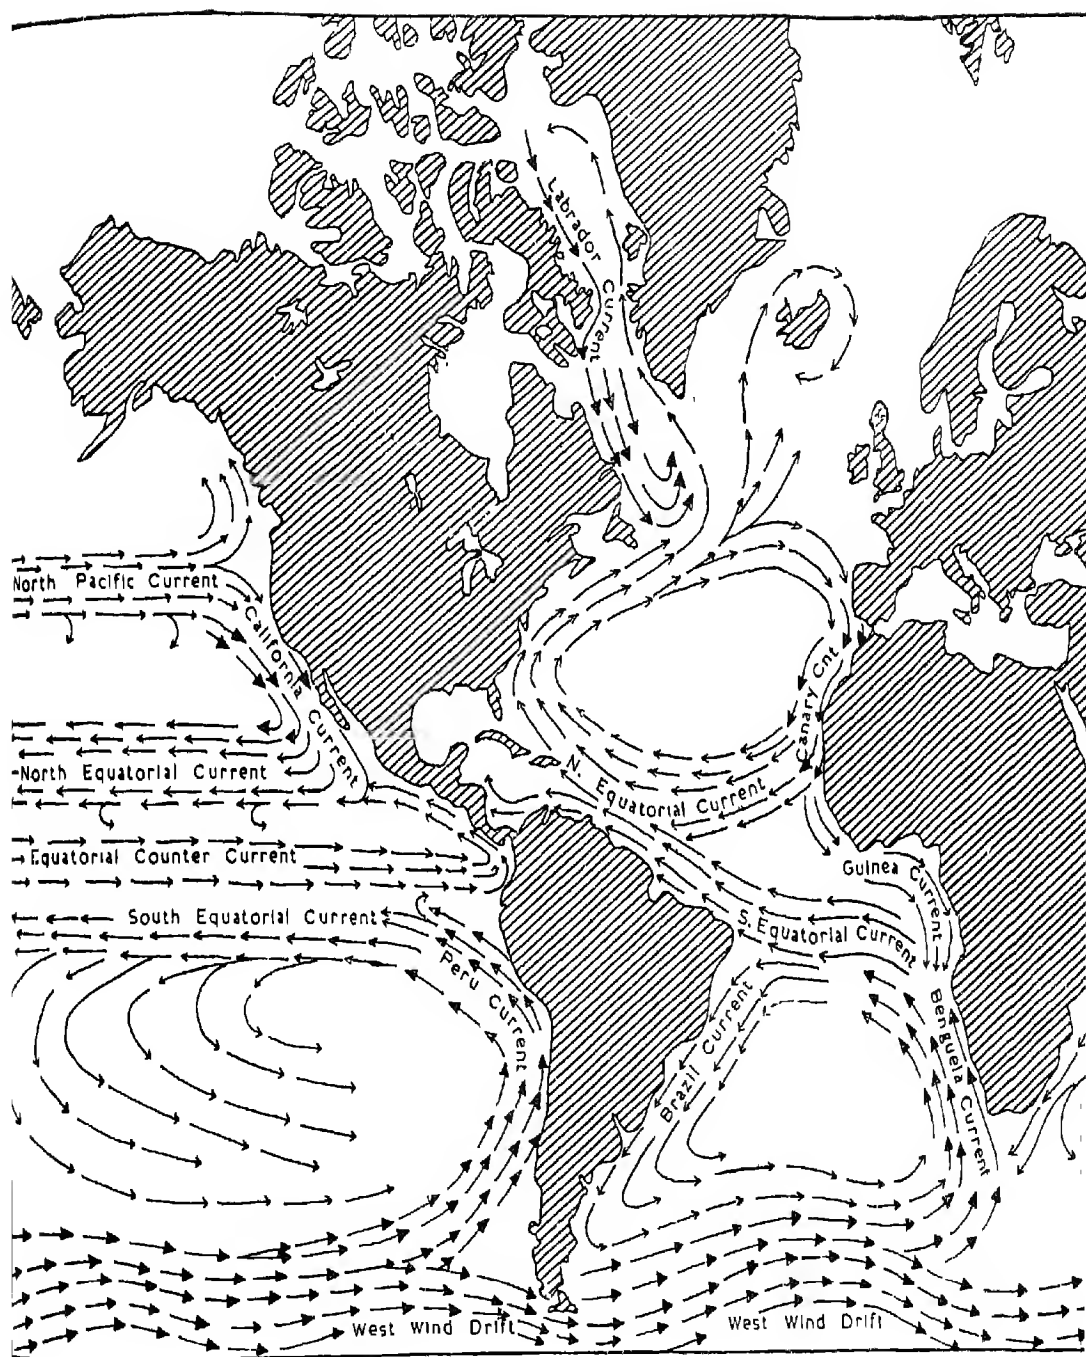 Labrador Current
North Pacific Current
California Current
Canary Cnt
North Equatorial Current
N. Equatorial Current
Equatorial Counter Current
Guinea Current
South Equatorial Current
S. Equatorial Current
Peru Current
Benguela Current
Brazil Current
West Wind Drift
West Wind Drift